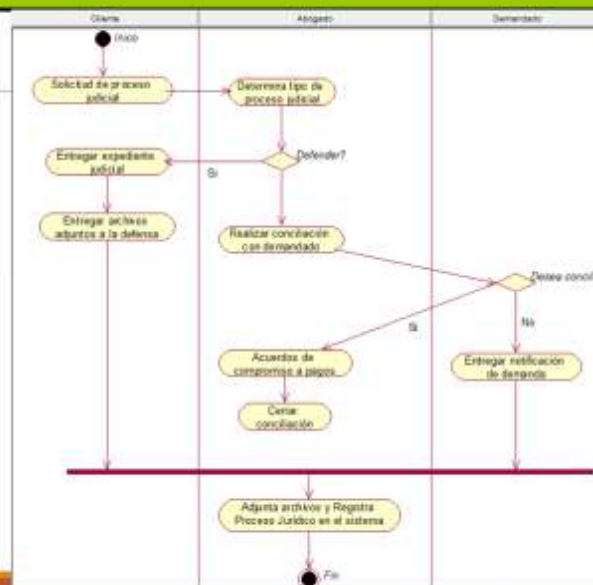 Cliente
Abogado
Demandado
Inicio
Solicitud de proceso
judicial
Determina tipo de
proceso judicial
Defender?
Si
Entregar expediente
judicial
Entregar archivos
adjuntos a la defensa
Realizar conciliación
con demandado
Desea concil
Si
No
Acuerdos de
compromiso a pagos
Entregar notificación
de demanda
Cerrar
conciliación
Adjunta archivos y Registra
Proceso Jurídico en el sistema
Fin